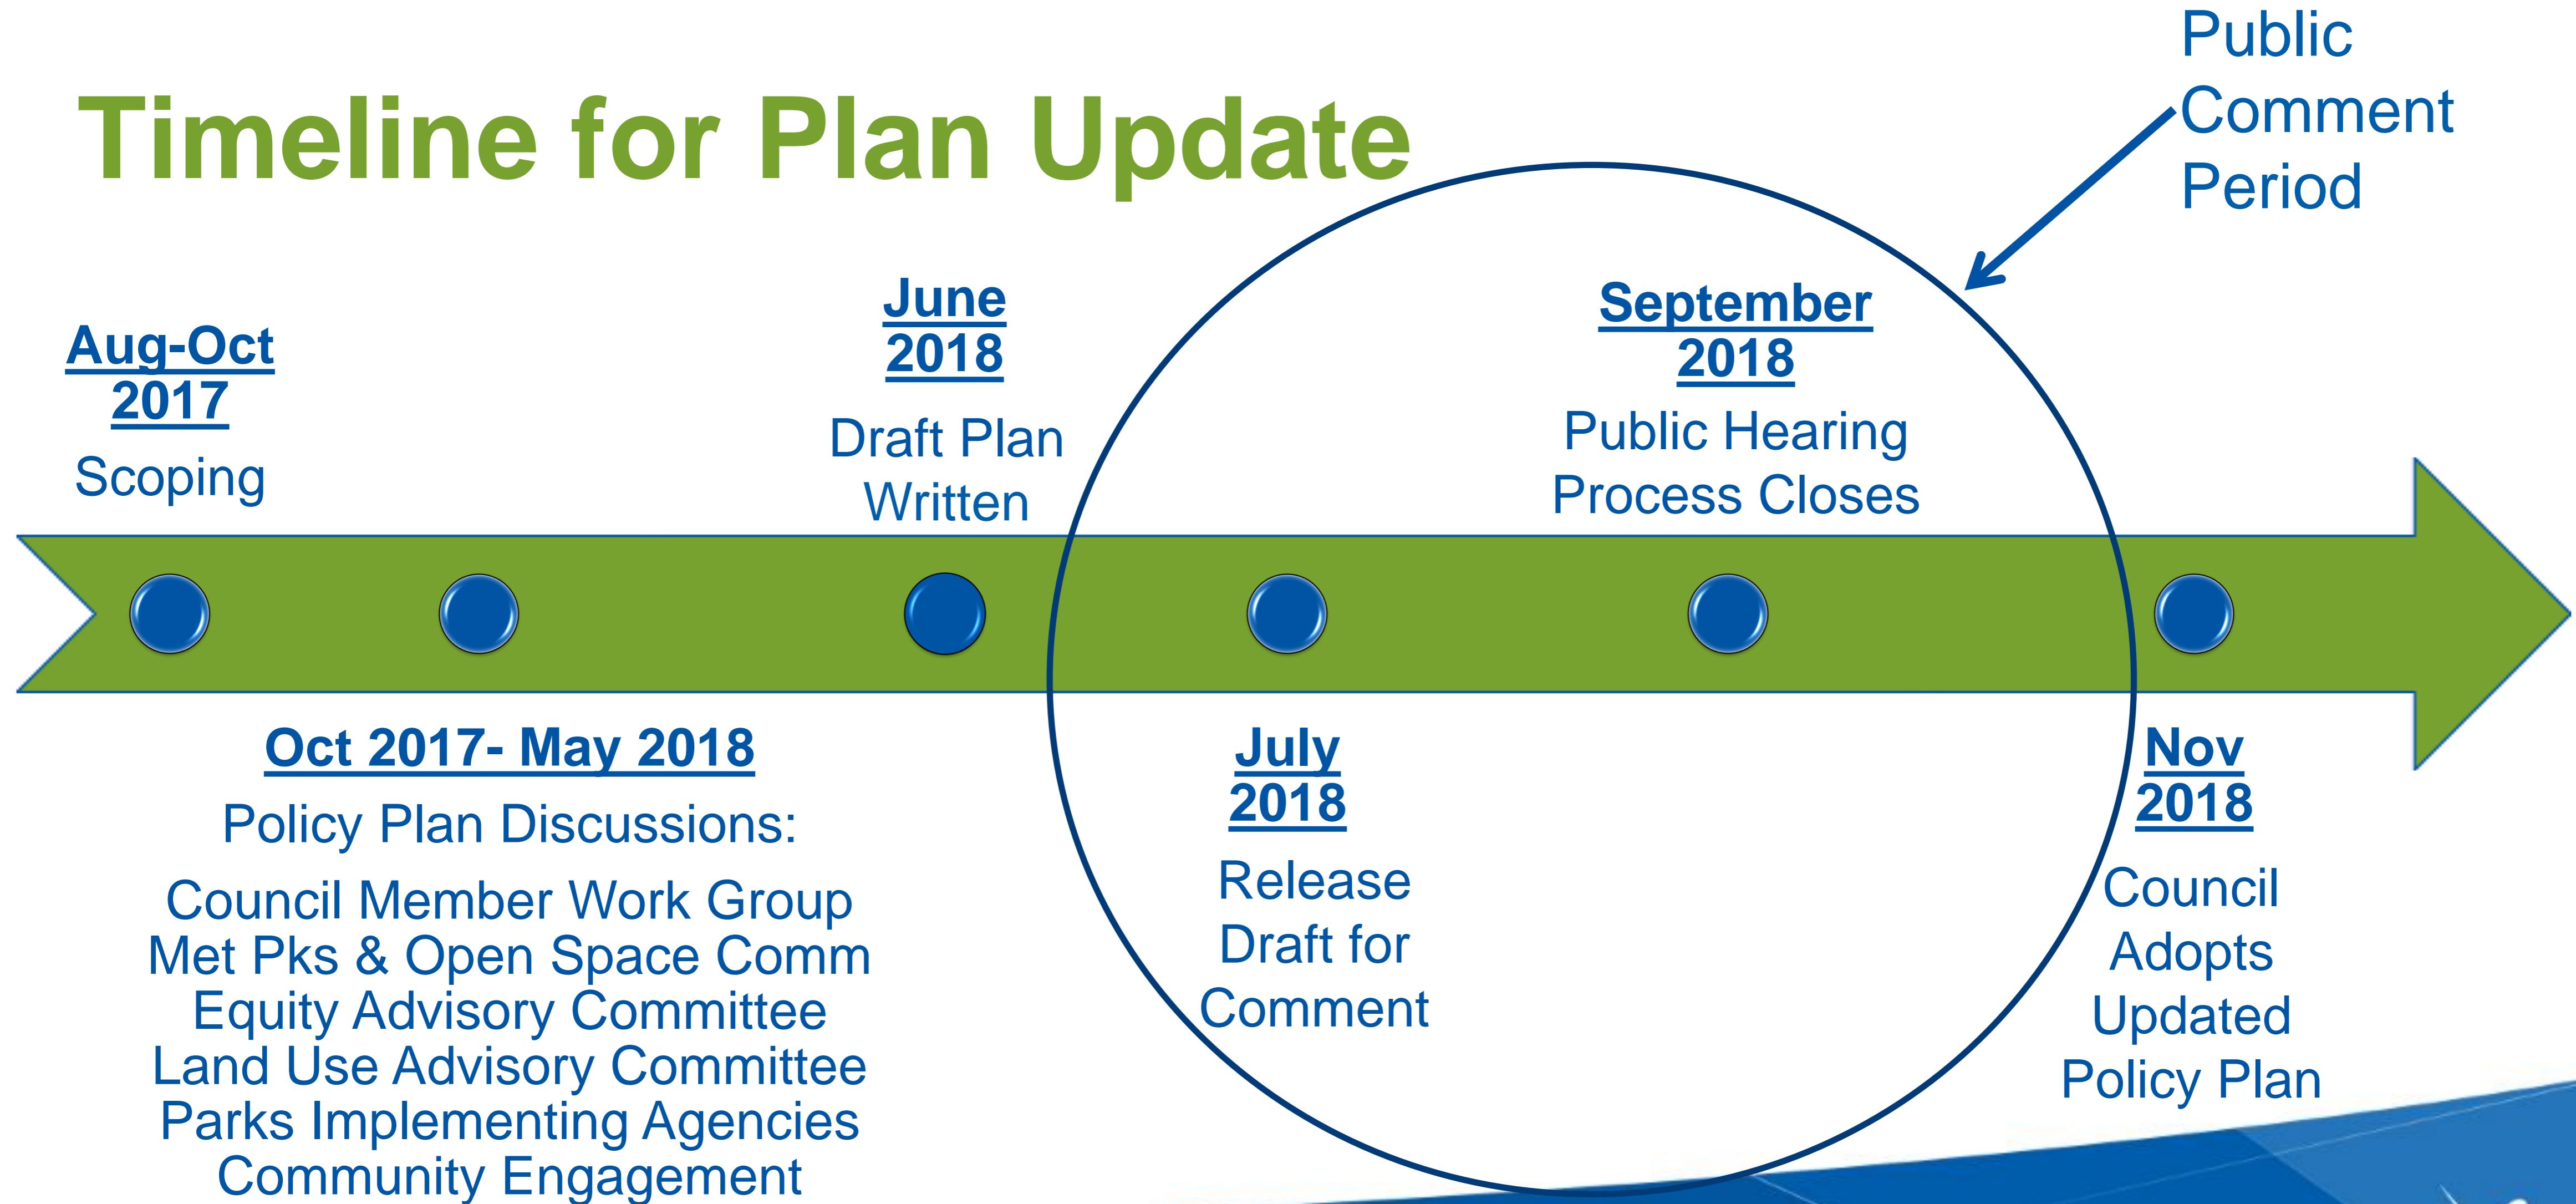 Timeline for Plan Update
Public
Comment
Period
Aug-Oct
2017
Scoping
June
2018
Draft Plan
Written
September
2018
Public Hearing
Process Closes
Oct 2017- May 2018
Policy Plan Discussions:
Council Member Work Group
Met Pks & Open Space Comm
Equity Advisory Committee
Land Use Advisory Committee
Parks Implementing Agencies
Community Engagement
July
2018
Release
Draft for
Comment
Nov
2018
Council
Adopts
Updated
Policy Plan